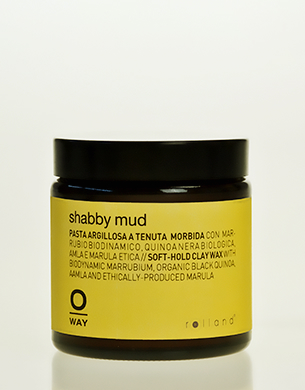 shabby mud
PASTA ARGILLOSA A TENUTA MORBIDA CON MAR-
RUBIO BIODINAMICO, QUINOA NERA BIOLOGICA,
AMLA E MARULA ETICA // SOFT-HOLD CLAY WAX WITH
BIODYNAMIC MARRUBIUM, ORGANIC BLACK QUINOA,
AAMLA AND ETHICALLY-PRODUCED MARULA
O
WAY
rolland